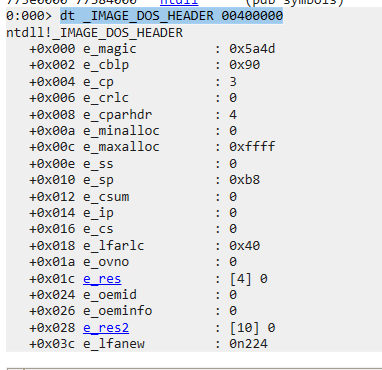 0:000> dt _IMAGE_DOS_HEADER 00400000
ntdll!_IMAGE_DOS_HEADER
+0x000 e_magic : 0x5a4d
+0x002 e_cblp : 0x90
+0x004 e_cp : 3
+0x006 e_crlc : 0
+0x008 e_cparhdr : 4
+0x00a e_minalloc : 0
+0x00c e_maxalloc : 0xffff
+0x00e e_ss : 0
+0x010 e_sp : 0xb8
+0x012 e_csum : 0
+0x014 e_ip : 0
+0x016 e_cs : 0
+0x018 e_lfarlc : 0x40
+0x01a e_ovno : 0
+0x01c e_res : [4] 0
+0x024 e_oemid : 0
+0x026 e_oeminfo : 0
+0x028 e_res2 : [10] 0
+0x03c e_lfanew : 0n224